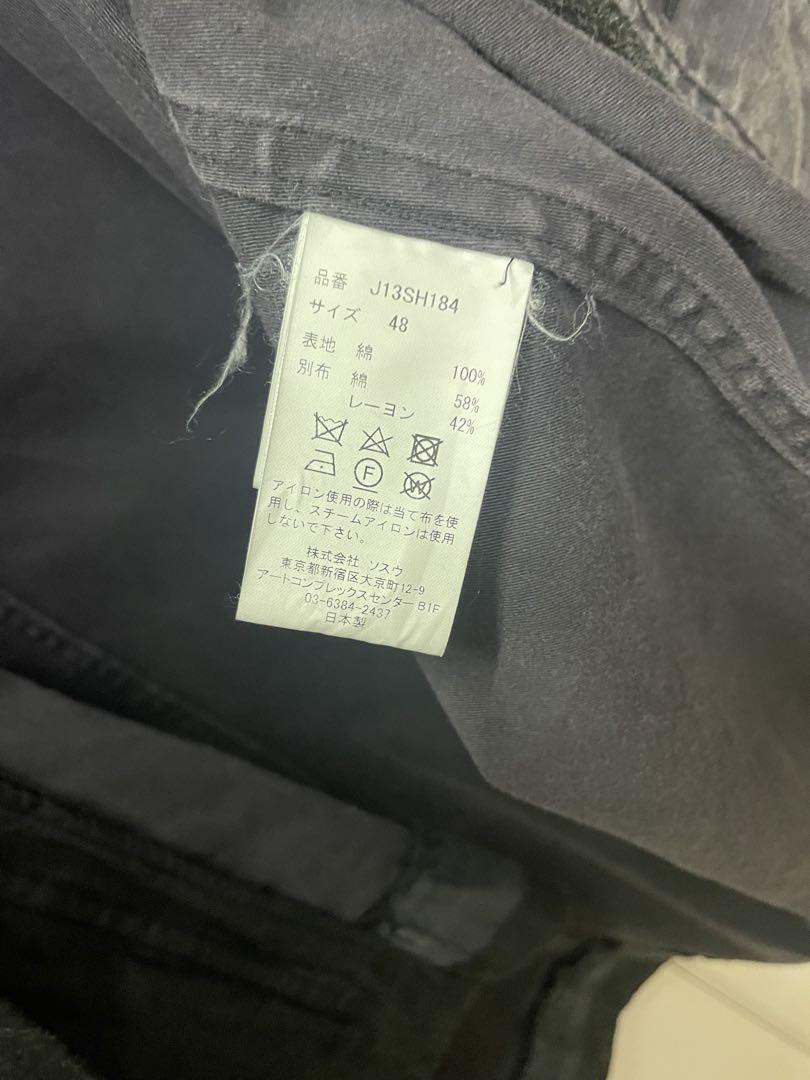 品番 J13SH184
サイズ 48
表地 綿 100%
別布 綿 58%
レーヨン 42%
F
W
アイロン使用の際は当て布を使
用し、スチームアイロンは使用
しないで下さい。
株式会社 ソスウ
東京都新宿区大京町12-9
アートコンプレックスセンター B1F
03-6384-2437
日本製